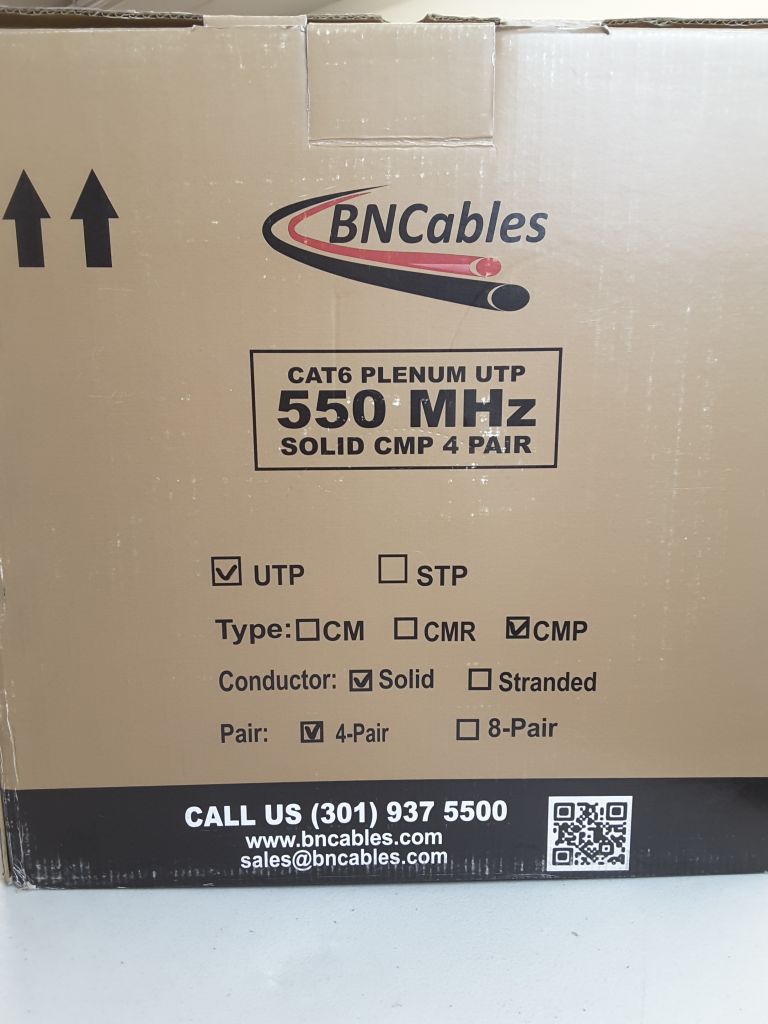 BNCables
CAT6 PLENUM UTP
550 MHz
SOLID CMP 4 PAIR
UTP STP
Type: CM CMR CMP
Conductor: Solid Stranded
Pair: 4-Pair 8-Pair
CALL US (301) 937 5500
www.bncables.com
sales@bncables.com